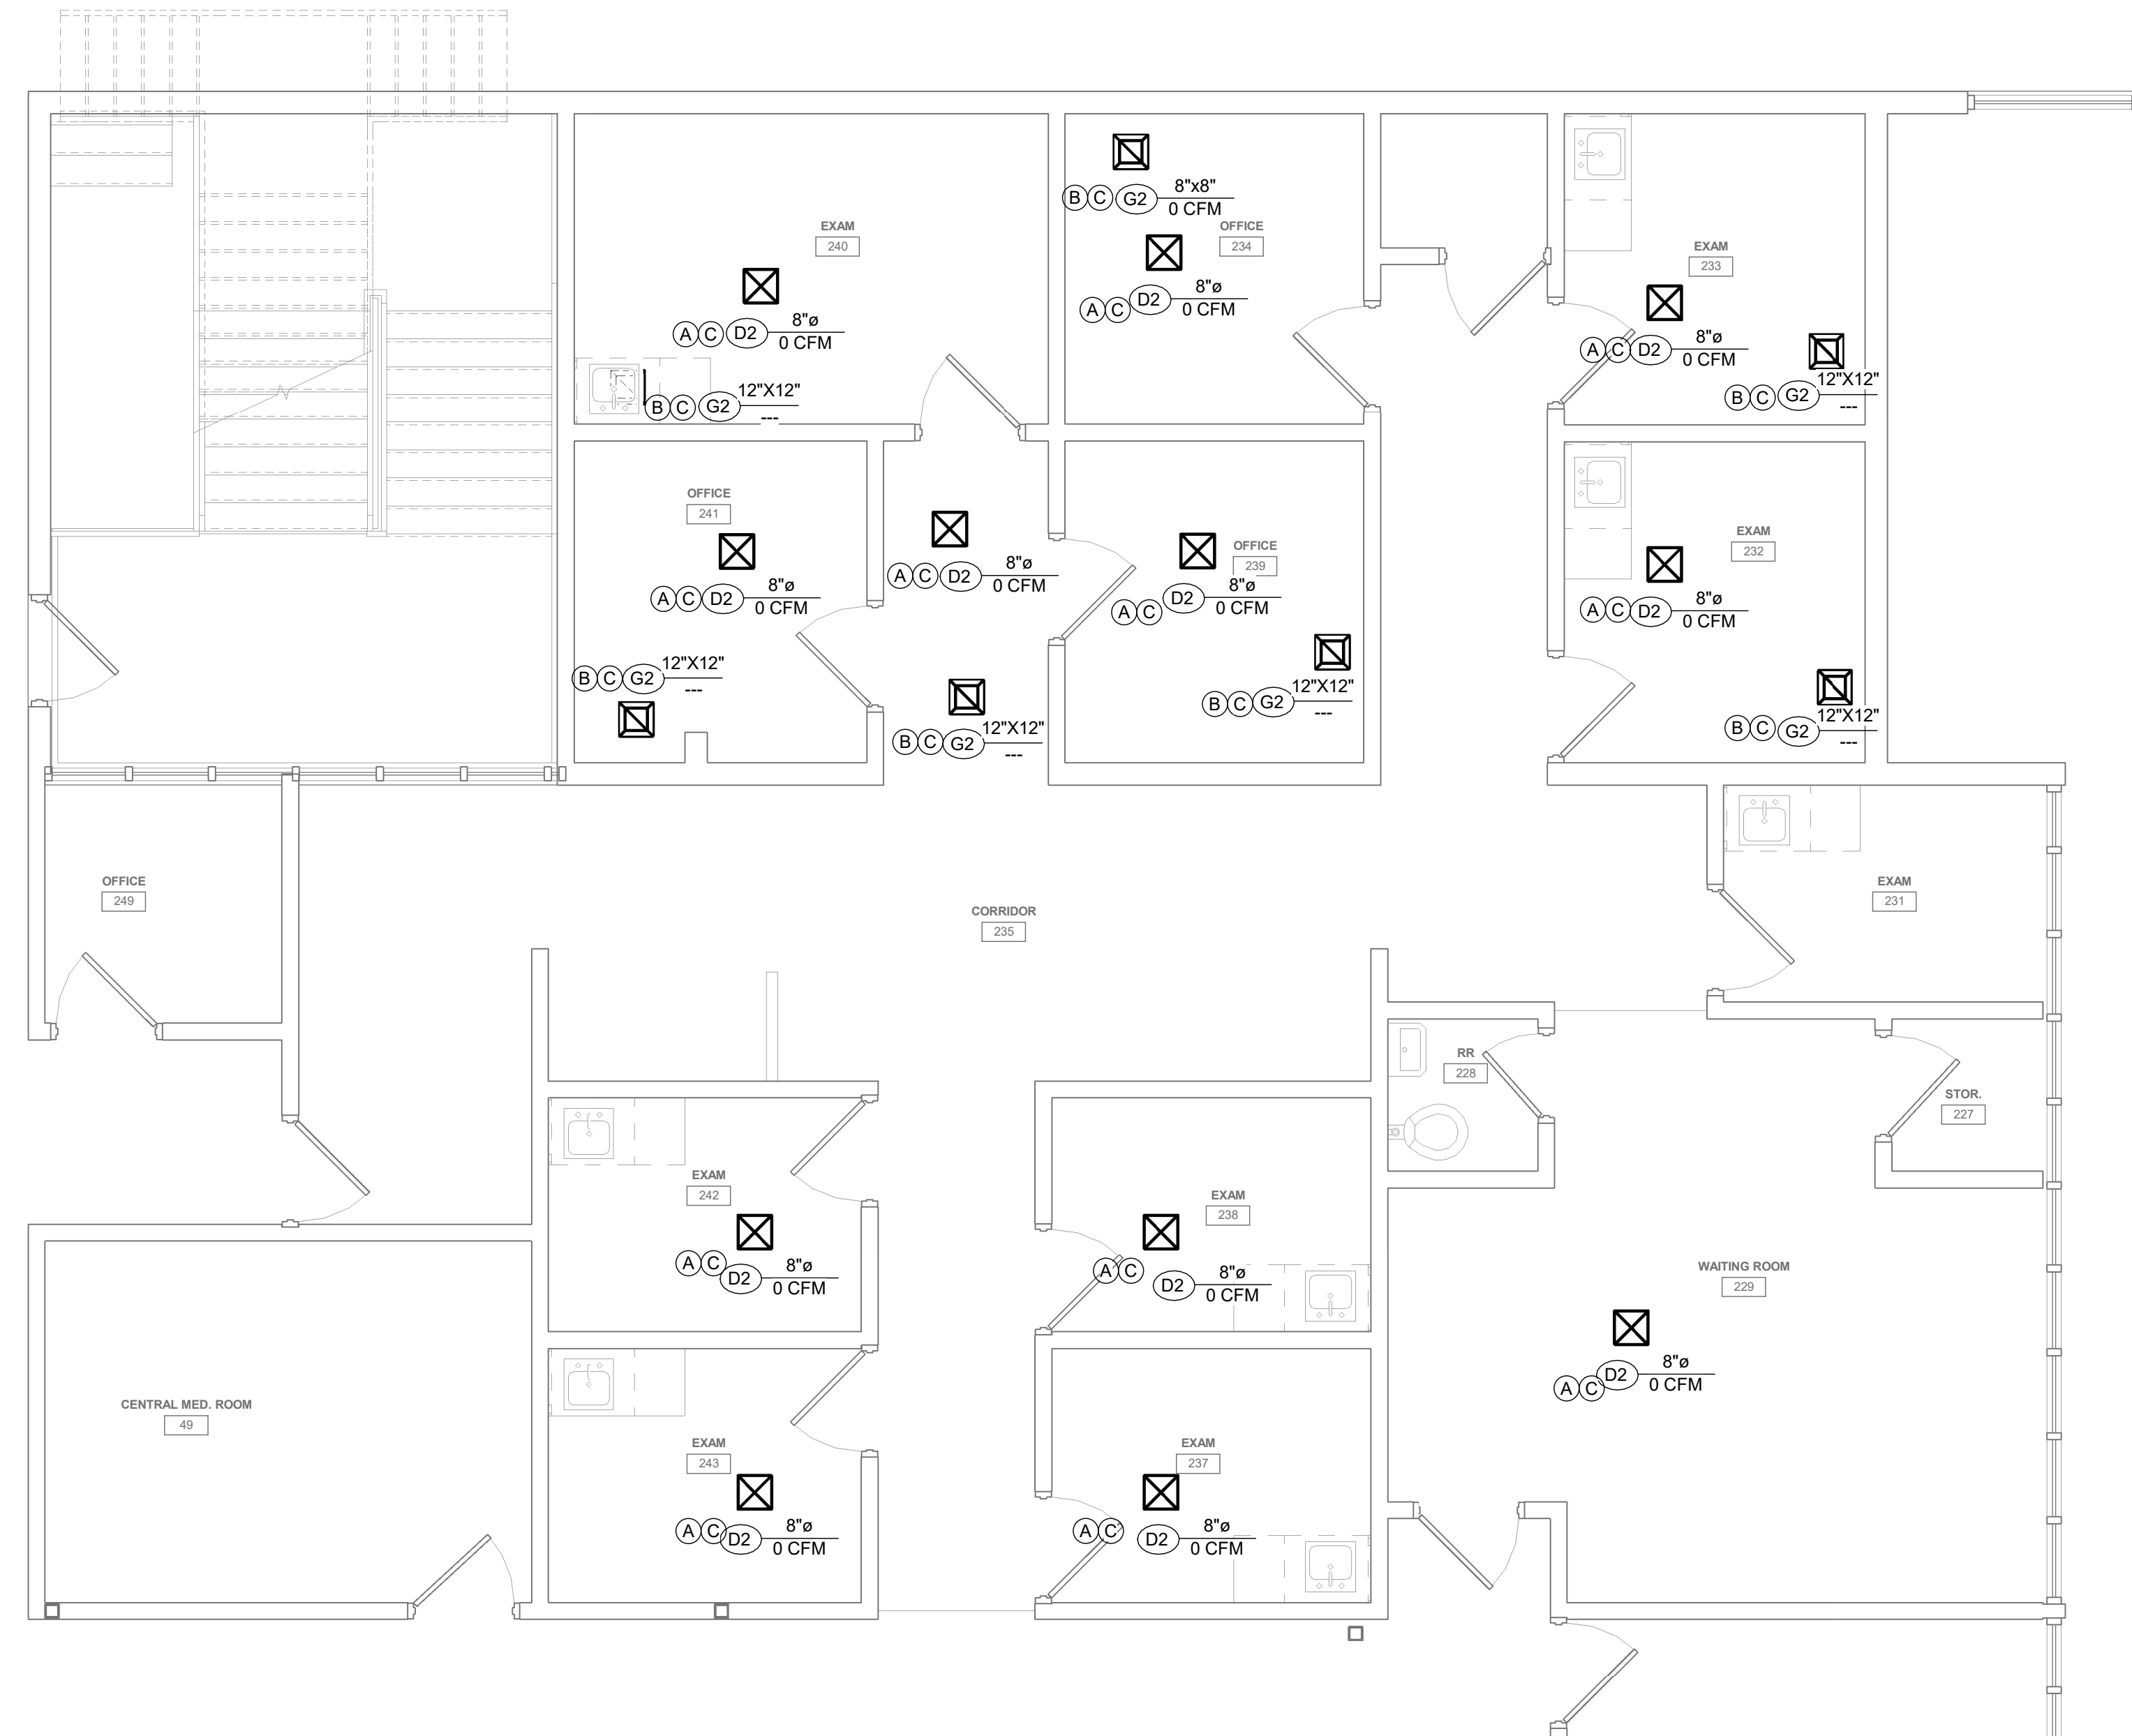 8"x8"
B C G2
0 CFM
EXAM
240
OFFICE
234
EXAM
233
8"ø
A C D2
0 CFM
8"ø
A C D2
0 CFM
8"ø
A C D2
0 CFM
12"X12"
B C G2
---
12"X12"
B C G2
---
OFFICE
241
OFFICE
239
EXAM
232
8"ø
A C D2
0 CFM
8"ø
A C D2
0 CFM
8"ø
A C D2
0 CFM
8"ø
A C D2
0 CFM
12"X12"
B C G2
---
12"X12"
B C G2
---
12"X12"
B C G2
---
12"X12"
B C G2
---
OFFICE
249
CORRIDOR
235
EXAM
231
RR
228
STOR.
227
EXAM
242
EXAM
238
8"ø
A C D2
0 CFM
8"ø
A C D2
0 CFM
WAITING ROOM
229
8"ø
A C D2
0 CFM
CENTRAL MED. ROOM
49
EXAM
243
EXAM
237
8"ø
A C D2
0 CFM
8"ø
A C D2
0 CFM